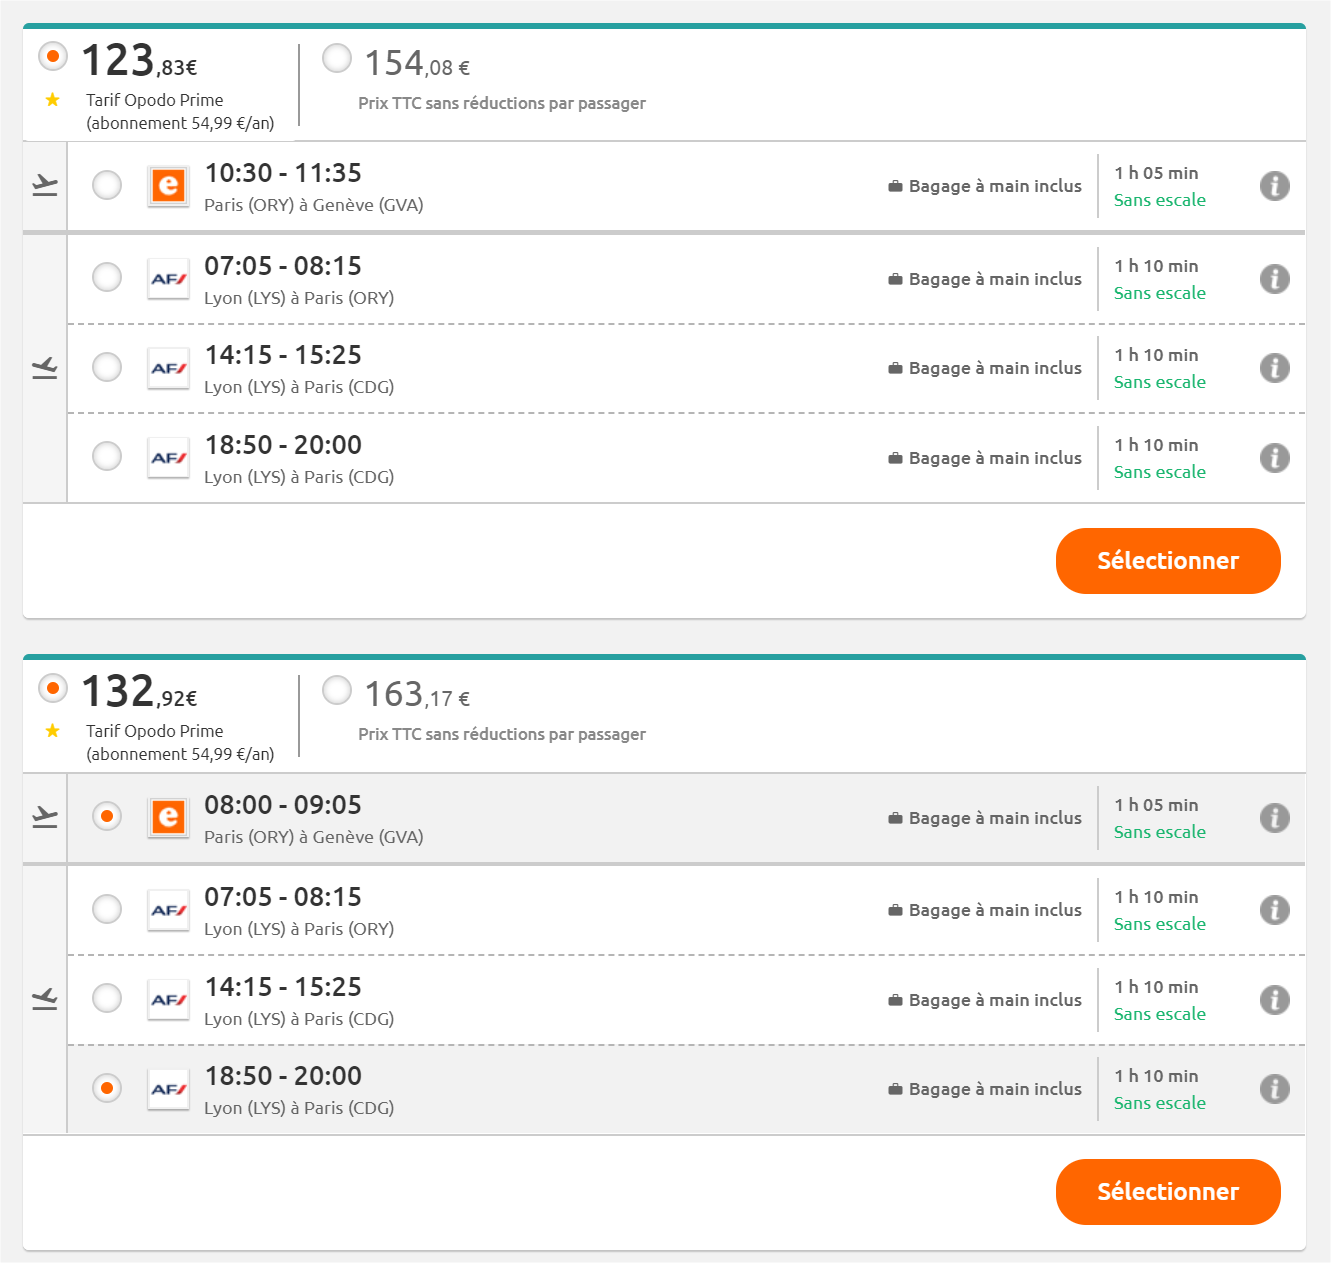 123,83€
154,08 €
Tarif Opodo Prime
(abonnement 54,99 €/an)
Prix TTC sans réductions par passager
e
10:30 - 11:35
Paris (ORY) à Genève (GVA)
Bagage à main inclus
1 h 05 min
Sans escale
i
AF
07:05 - 08:15
Lyon (LYS) à Paris (ORY)
Bagage à main inclus
1 h 10 min
Sans escale
i
AF
14:15 - 15:25
Lyon (LYS) à Paris (CDG)
Bagage à main inclus
1 h 10 min
Sans escale
i
AF
18:50 - 20:00
Lyon (LYS) à Paris (CDG)
Bagage à main inclus
1 h 10 min
Sans escale
i
Sélectionner
132,92€
163,17 €
Tarif Opodo Prime
(abonnement 54,99 €/an)
Prix TTC sans réductions par passager
e
08:00 - 09:05
Paris (ORY) à Genève (GVA)
Bagage à main inclus
1 h 05 min
Sans escale
i
AF
07:05 - 08:15
Lyon (LYS) à Paris (ORY)
Bagage à main inclus
1 h 10 min
Sans escale
i
AF
14:15 - 15:25
Lyon (LYS) à Paris (CDG)
Bagage à main inclus
1 h 10 min
Sans escale
i
AF
18:50 - 20:00
Lyon (LYS) à Paris (CDG)
Bagage à main inclus
1 h 10 min
Sans escale
i
Sélectionner